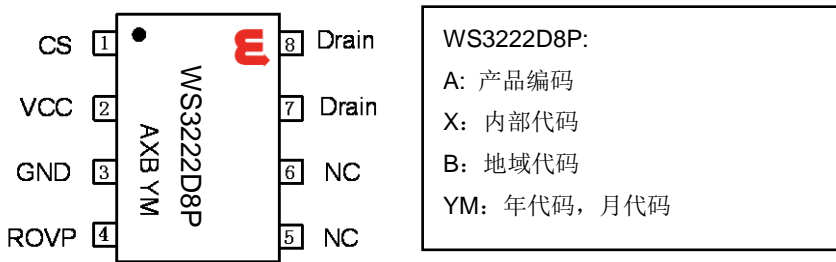 CS 1 8 Drain
VCC 2 7 Drain
GND 3 6 NC
ROVP 4 5 NC
WS3222D8P
AXB YM
WS3222D8P:
A: 产品编码
X：内部代码
B：地域代码
YM：年代码，月代码